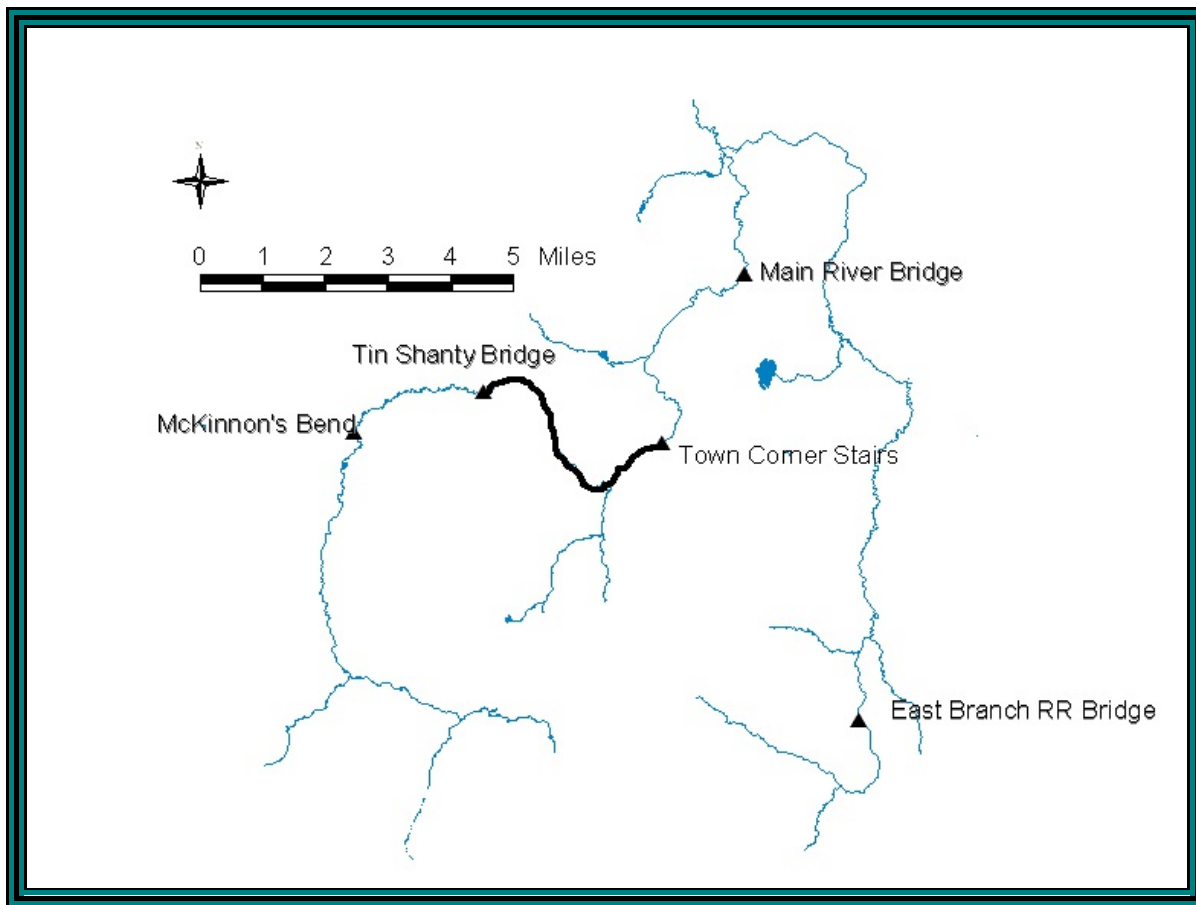 N
0 1 2 3 4 5 Miles
Main River Bridge
Tin Shanty Bridge
McKinnon's Bend
Town Corner Stairs
East Branch RR Bridge